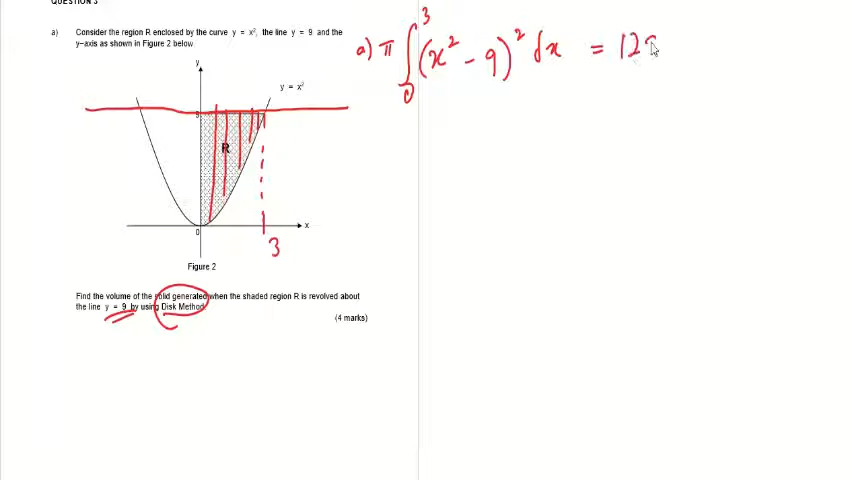 QUESTION 3
a) Consider the region R enclosed by the curve y = x², the line y = 9 and the
y-axis as shown in Figure 2 below
y
y = x²
9
R
0
x
3
Figure 2
Find the volume of the solid generated when the shaded region R is revolved about
the line y = 9 by using Disk Method.
(4 marks)
a) π ∫₀³ (x² - 9)² dx = 12